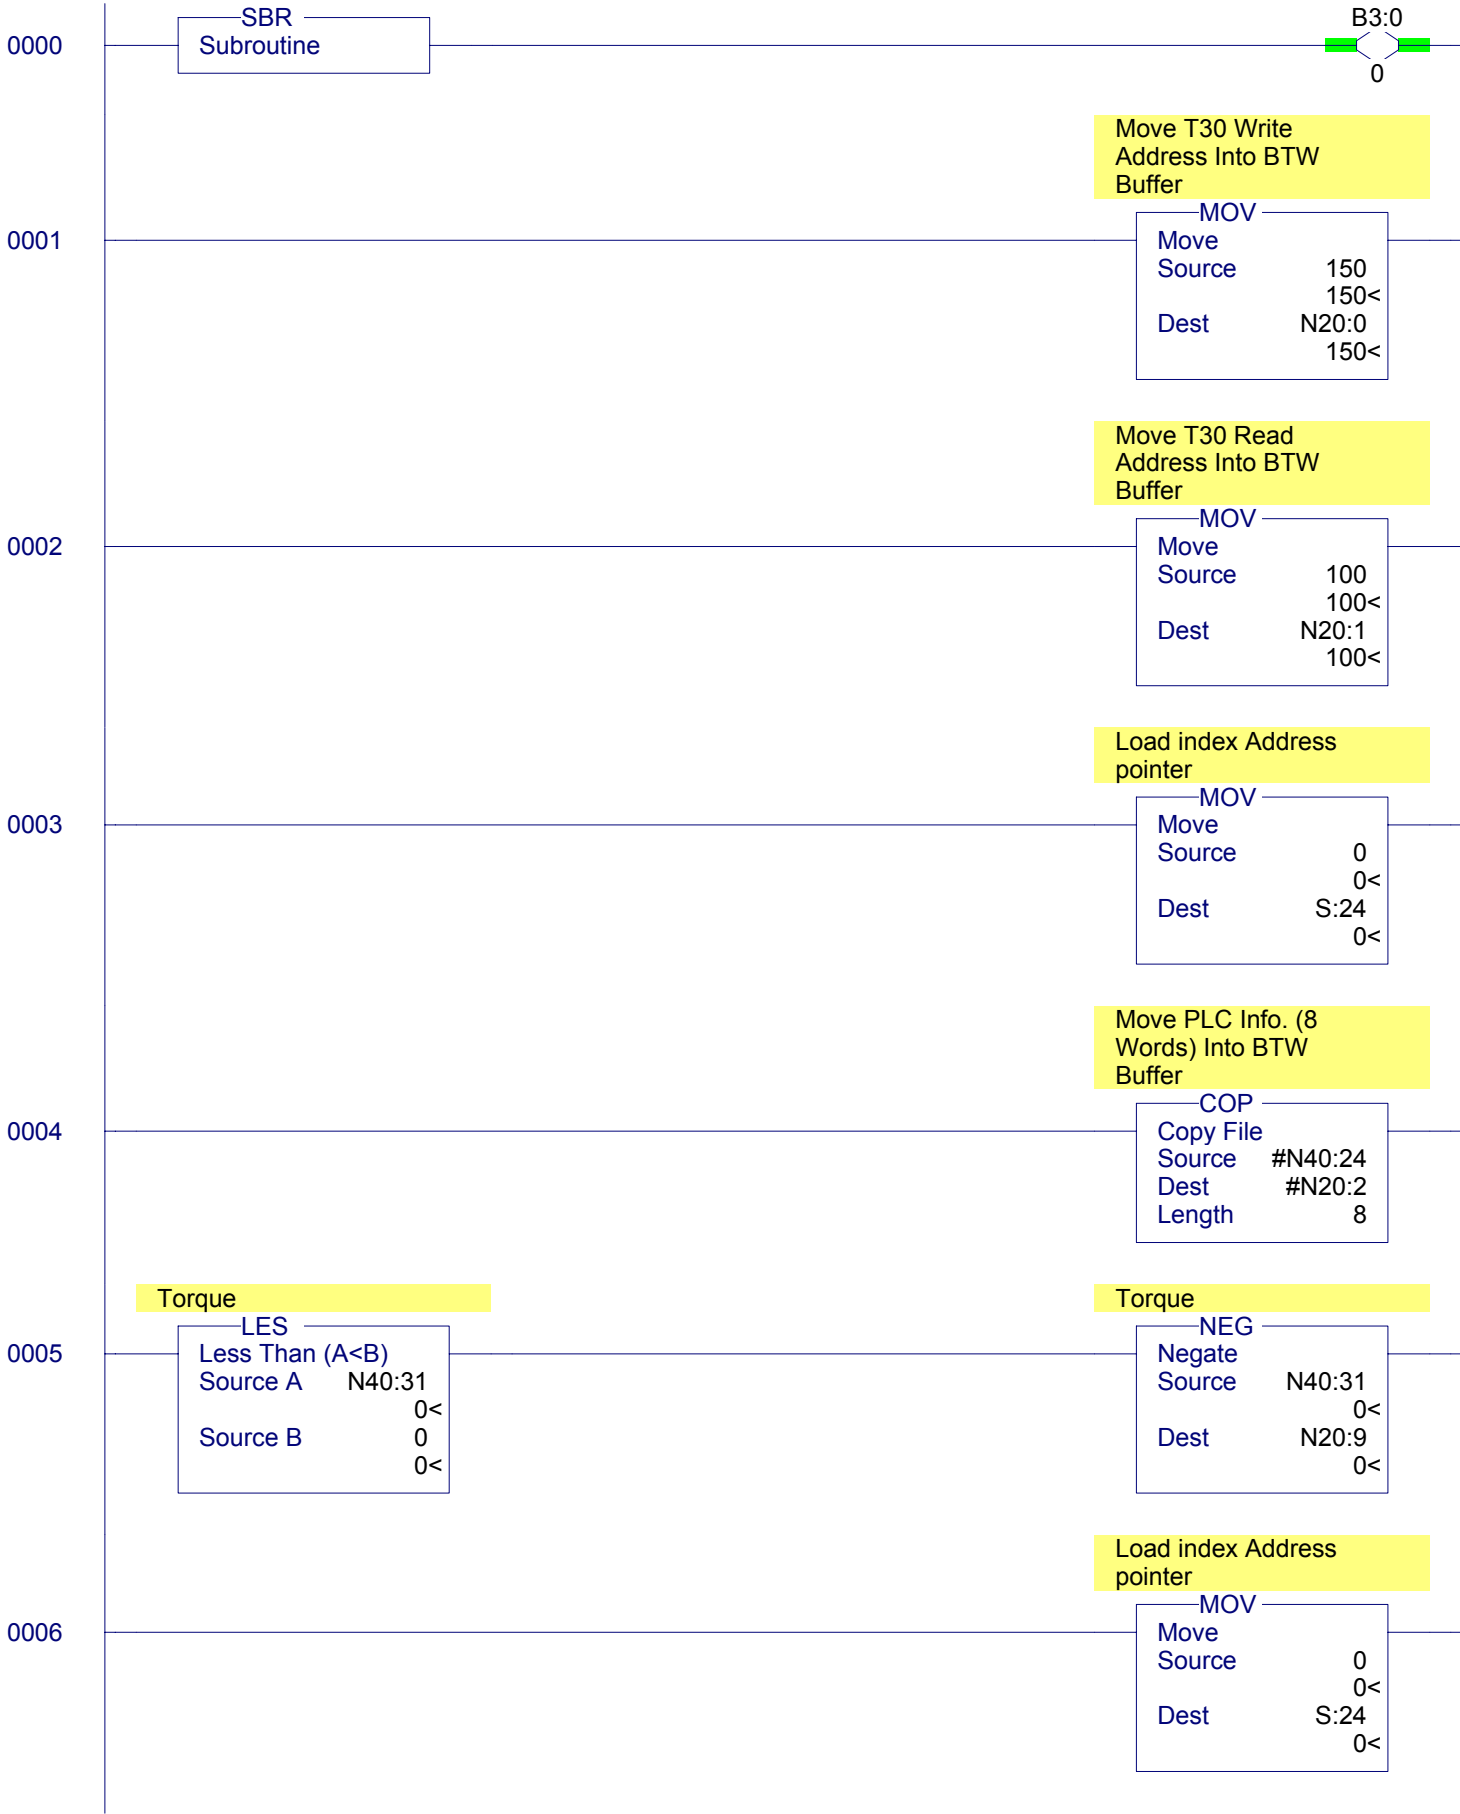 SBR
0000
Subroutine
B3:0
0
Move T30 Write
Address Into BTW
Buffer
MOV
0001
Move
Source 150
150<
Dest N20:0
150<
Move T30 Read
Address Into BTW
Buffer
MOV
0002
Move
Source 100
100<
Dest N20:1
100<
Load index Address
pointer
MOV
0003
Move
Source 0
0<
Dest S:24
0<
Move PLC Info. (8
Words) Into BTW
Buffer
COP
0004
Copy File
Source #N40:24
Dest #N20:2
Length 8
Torque
LES
0005
Less Than (A<B)
Source A N40:31
0<
Source B 0
0<
Torque
NEG
Negate
Source N40:31
0<
Dest N20:9
0<
Load index Address
pointer
MOV
0006
Move
Source 0
0<
Dest S:24
0<